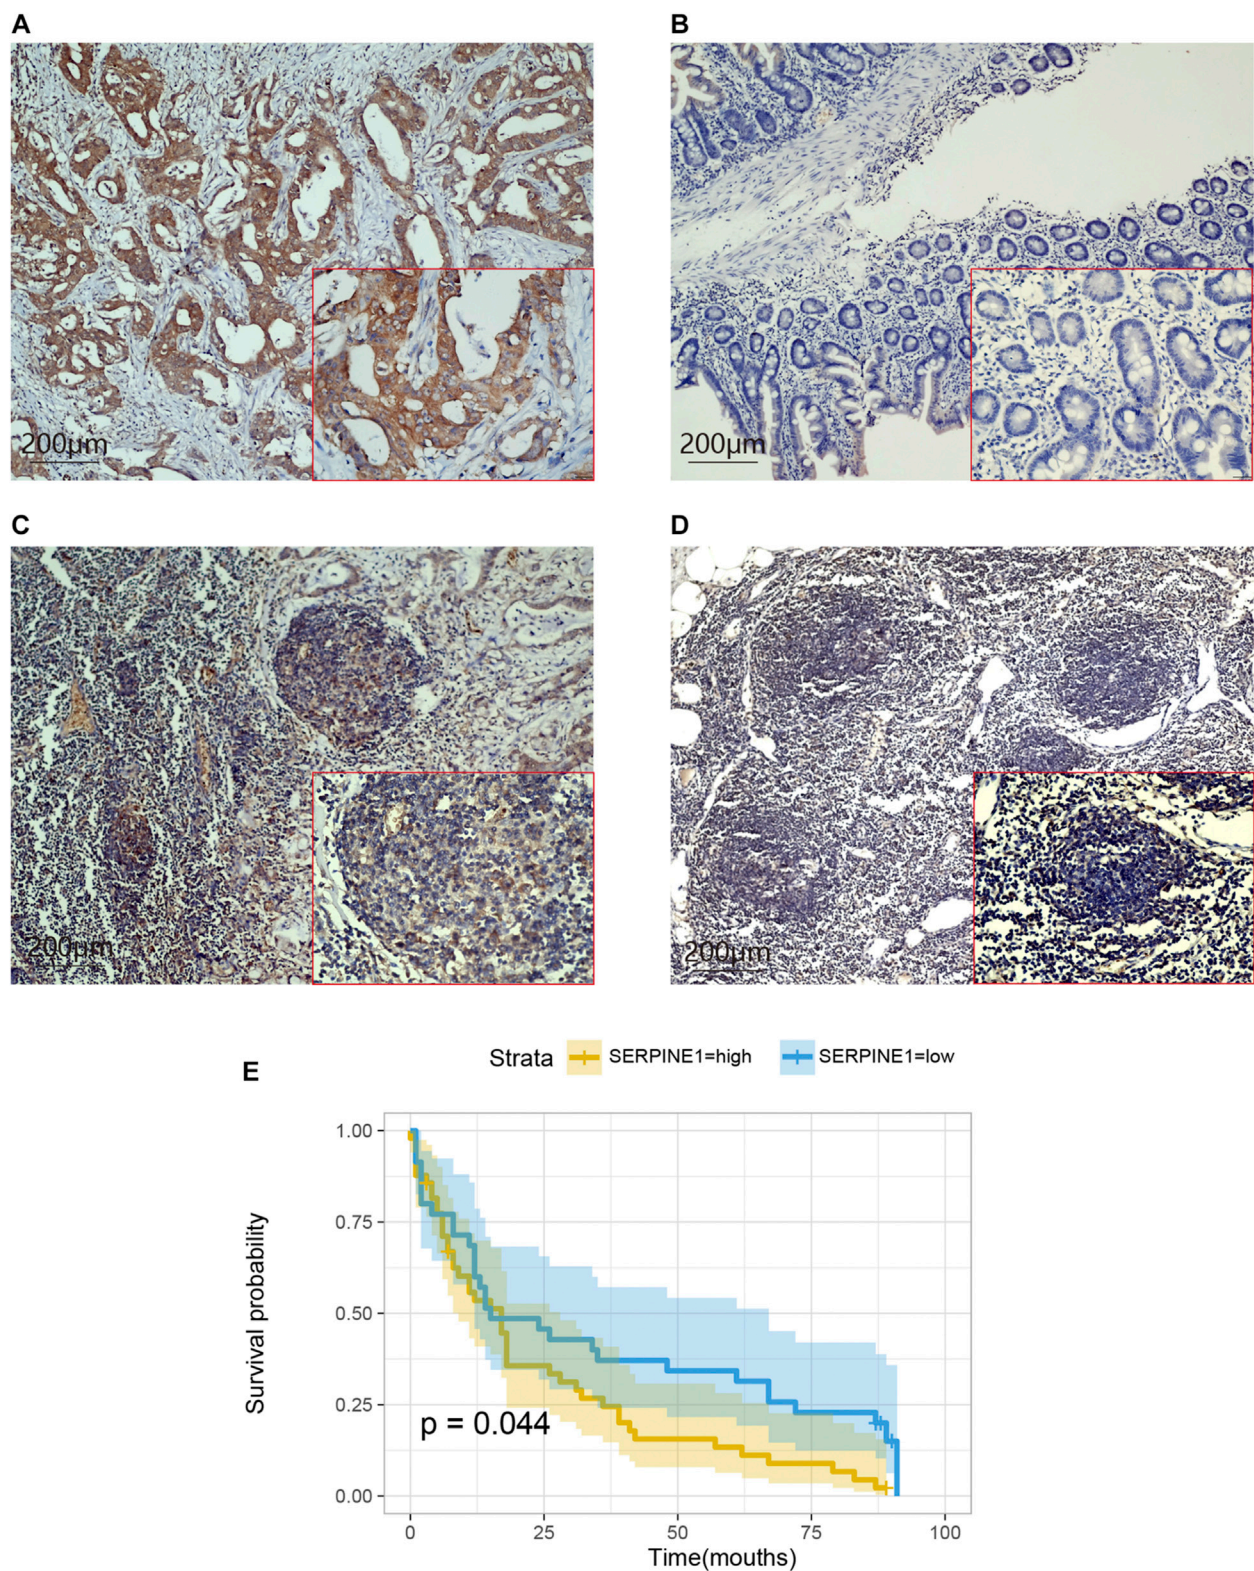 A
B
200μm
200μm
C
D
200μm
200μm
E
Strata SERPINE1=high SERPINE1=low
Survival probability
1.00
0.75
0.50
0.25
0.00
p = 0.044
0 25 50 75 100
Time(mouths)